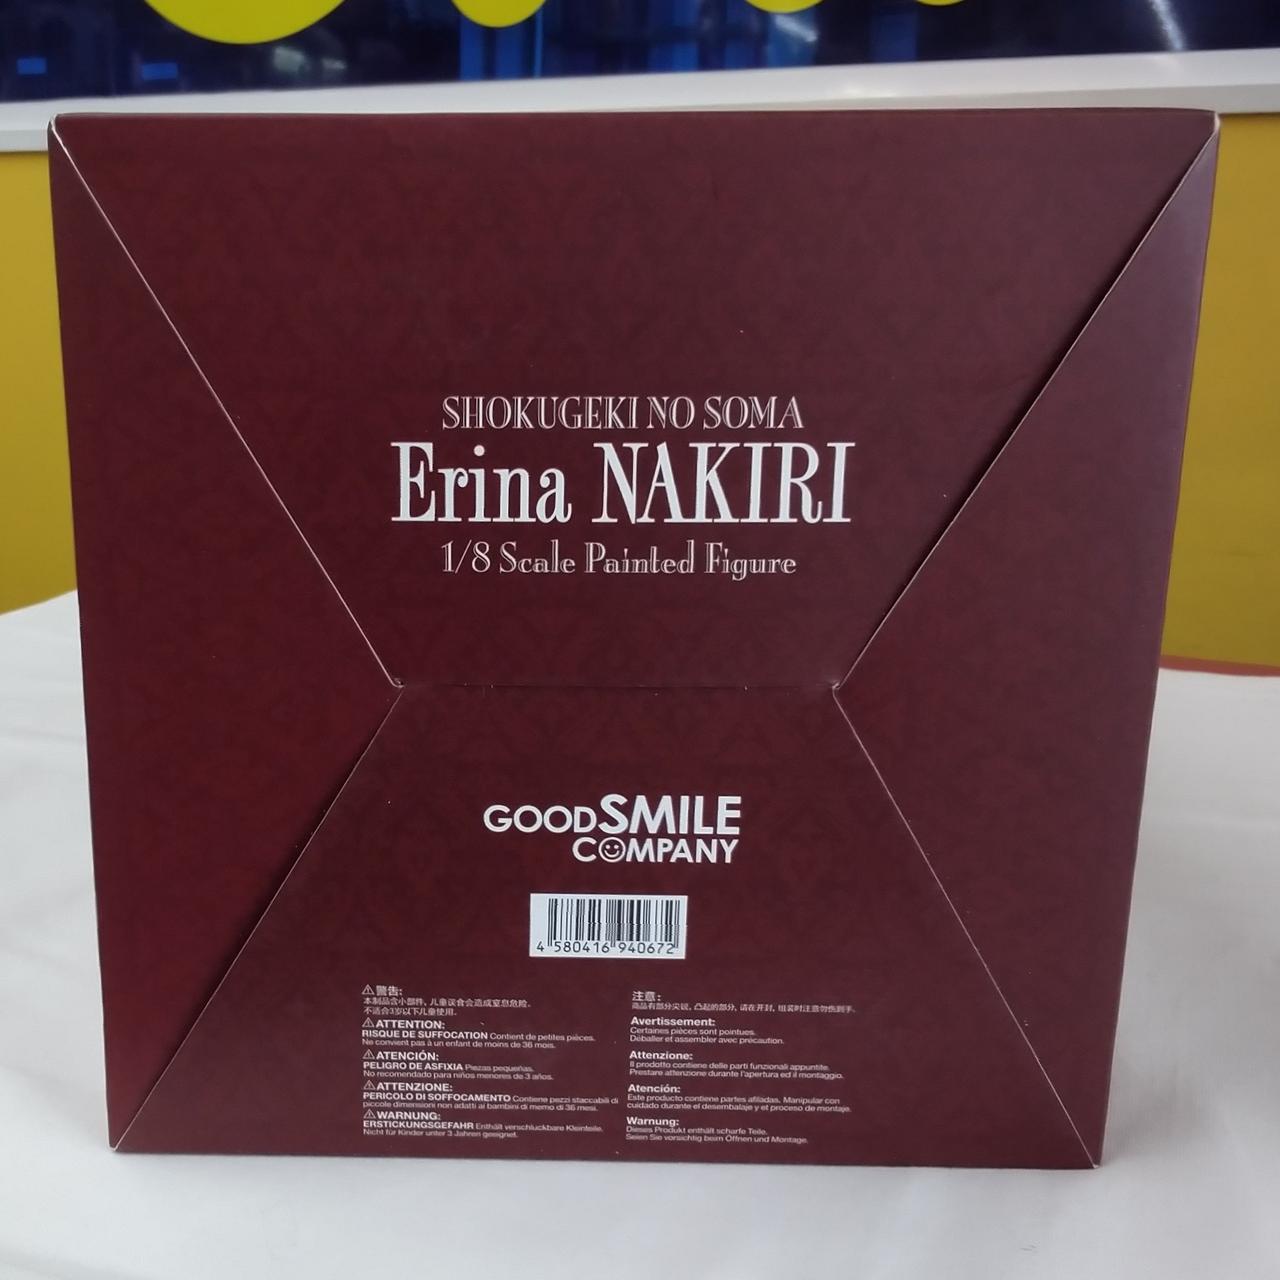 SHOKUGEKI NO SOMA
Erina NAKIRI
1/8 Scale Painted Figure
GOOD SMILE
COMPANY
4 580416 940672
⚠警告:
本制品含小部件, 儿童误食会造成窒息危险。
不适合3岁以下儿童使用。
⚠ATTENTION:
RISQUE DE SUFFOCATION Contient de petites pièces.
Ne convient pas à un enfant de moins de 36 mois.
⚠ATENCIÓN:
PELIGRO DE ASFIXIA Piezas pequeñas.
No recomendado para niños menores de 3 años.
⚠ATTENZIONE:
PERICOLO DI SOFFOCAMENTO Contiene pezzi staccabili di
piccole dimensioni non adatti ai bambini di memo di 36 mesi.
⚠WARNUNG:
ERSTICKUNGSGEFAHR Enthält verschluckbare Kleinteile.
Nicht für Kinder unter 3 Jahren geeignet.
注意:
商品有部分尖锐, 凸起的部分, 请在开封, 组装时注意勿伤到手。
Avertissement:
Certaines pièces sont pointues.
Déballer et assembler avec précaution.
Attenzione:
Il prodotto contiene delle parti funzionali appuntite.
Prestare attenzione durante l'apertura ed il montaggio.
Atención:
Este producto contiene partes afiladas. Manipular con
cuidado durante el desembalaje y el proceso de montaje.
Warnung:
Dieses Produkt enthält scharfe Teile.
Seien Sie vorsichtig beim Öffnen und Montage.